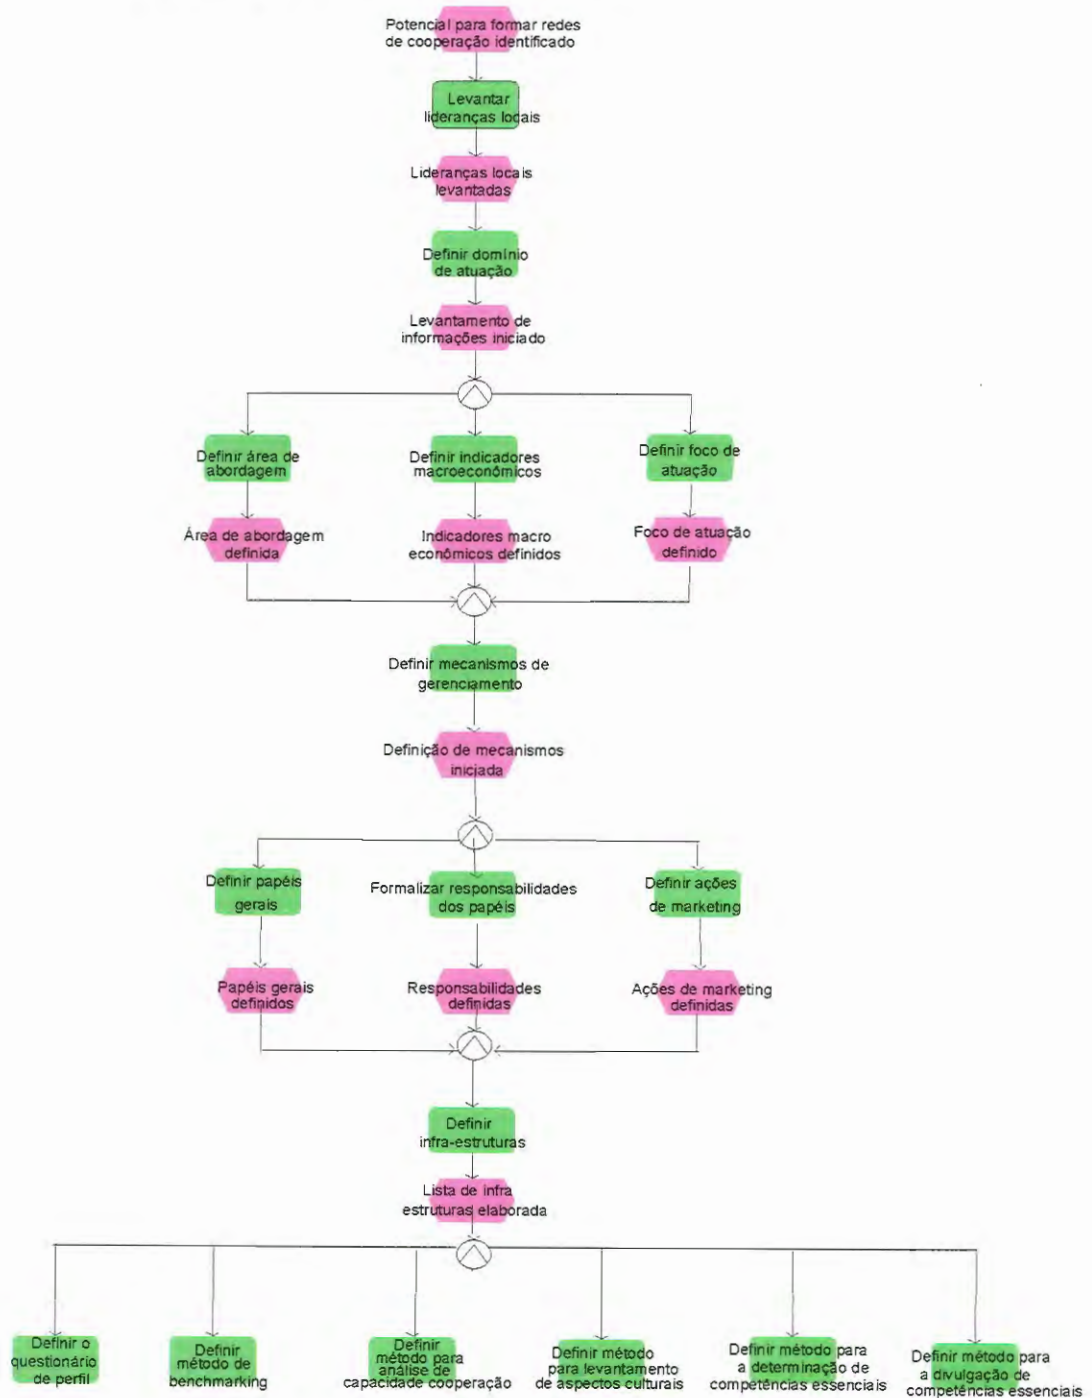 Potencial para formar redes
de cooperação identificado
Levantar
lideranças locais
Lideranças locais
levantadas
Definir domínio
de atuação
Levantamento de
informações iniciado
Definir área de
abordagem
Definir indicadores
macroeconômicos
Definir foco de
atuação
Área de abordagem
definida
Indicadores macro
econômicos definidos
Foco de atuação
definido
Definir mecanismos de
gerenciamento
Definição de mecanismos
iniciada
Definir papéis
gerais
Formalizar responsabilidades
dos papéis
Definir ações
de marketing
Papéis gerais
definidos
Responsabilidades
definidas
Ações de marketing
definidas
Definir
infra-estruturas
Lista de infra
estruturas elaborada
Definir o
questionário
de perfil
Definir
método de
benchmarking
Definir
método para
análise de
capacidade cooperação
Definir método
para levantamento
de aspectos culturais
Definir método para
a determinação de
competências essenciais
Definir método para
a divulgação de
competências essenciais